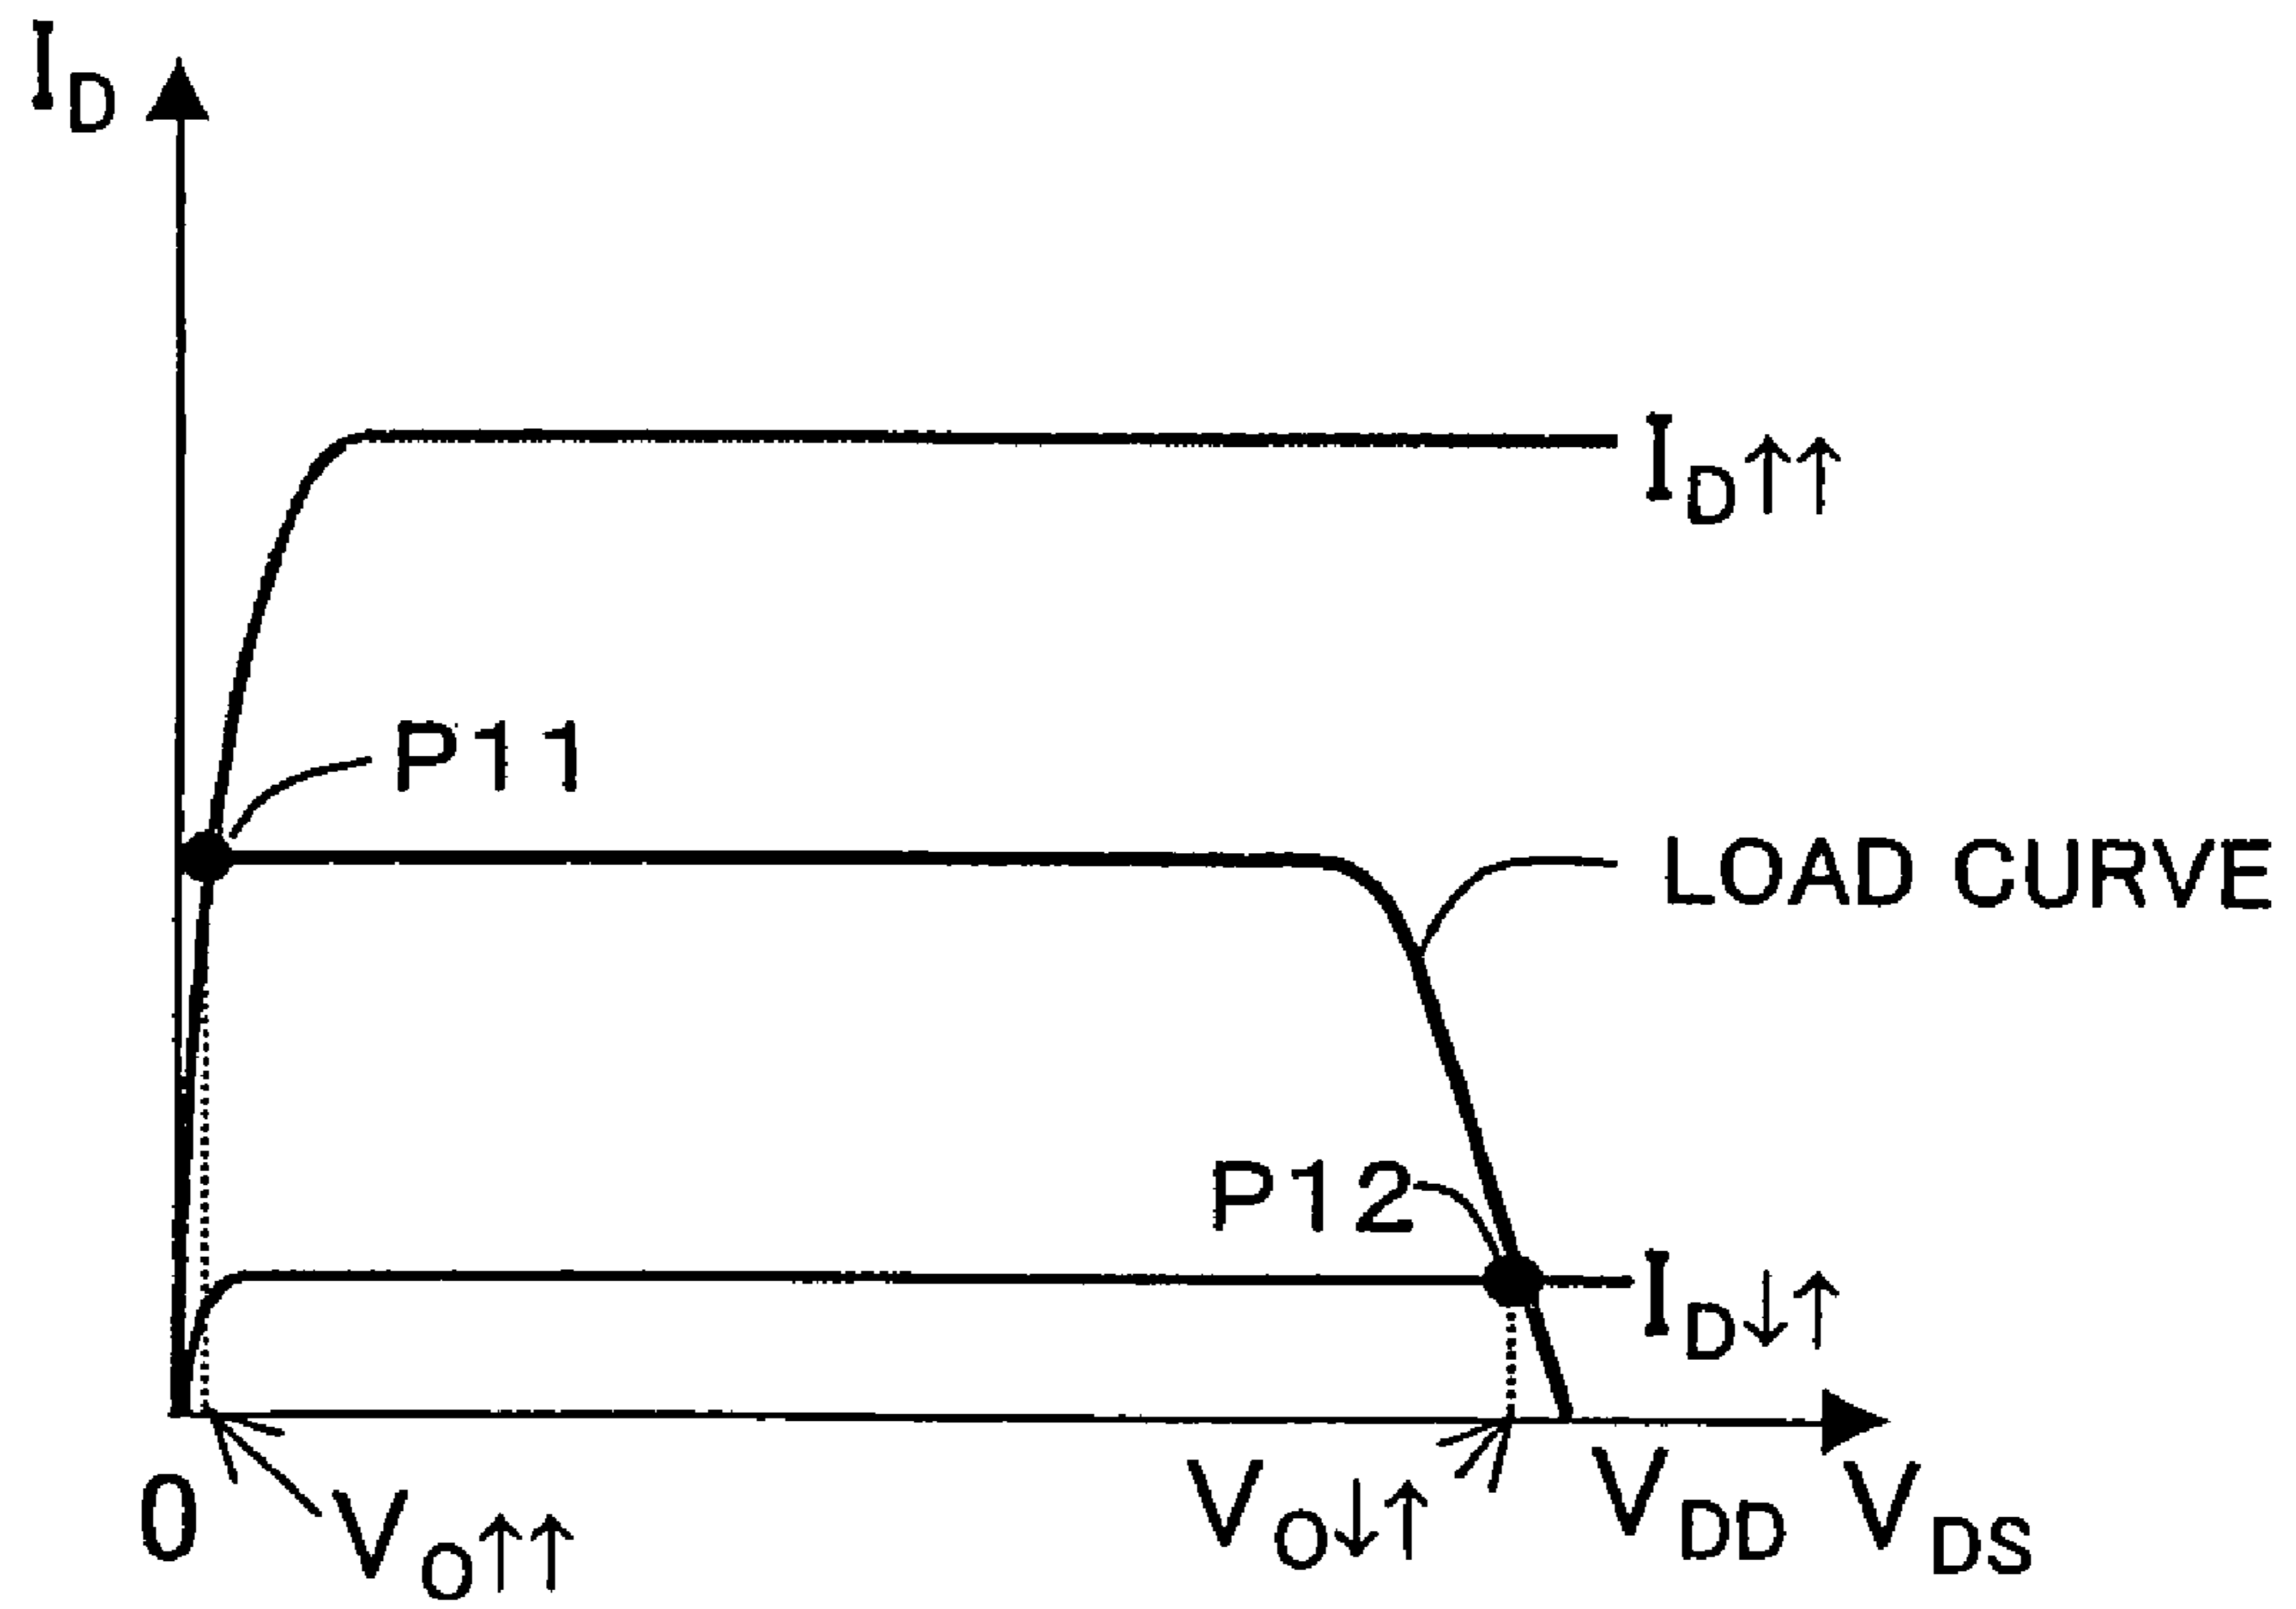 I_D
I_D↑↑
P11
LOAD CURVE
P12
I_D↓↑
0
V_O↑↑
V_O↓↑
V_DD
V_DS